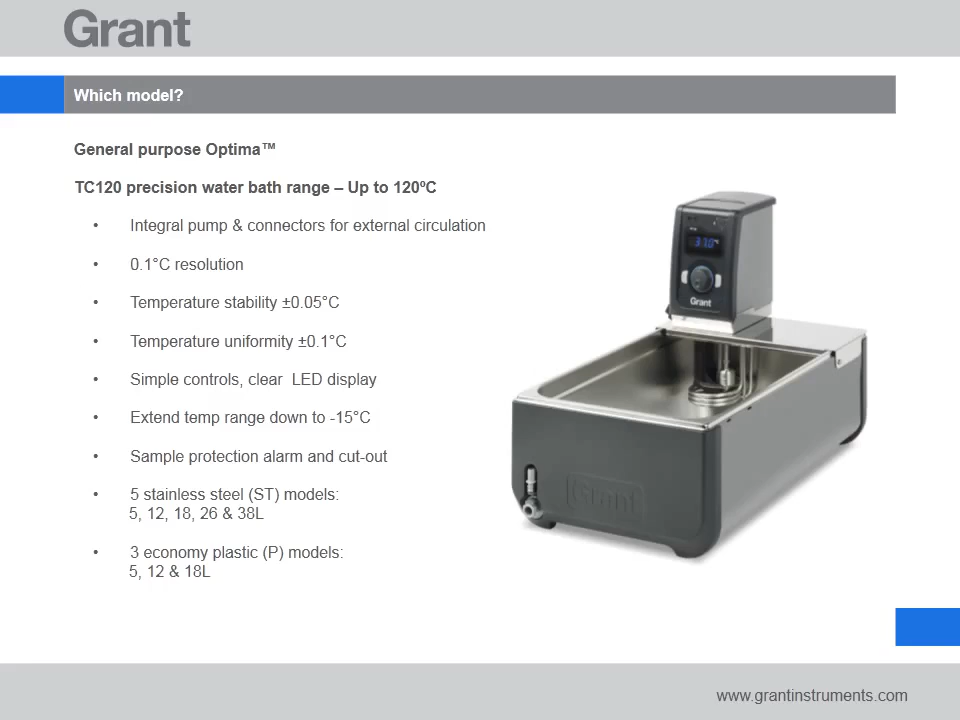 Grant
Which model?
General purpose Optima™
TC120 precision water bath range – Up to 120ºC
• Integral pump & connectors for external circulation
• 0.1°C resolution
• Temperature stability ±0.05°C
• Temperature uniformity ±0.1°C
• Simple controls, clear  LED display
• Extend temp range down to -15°C
• Sample protection alarm and cut-out
• 5 stainless steel (ST) models:
5, 12, 18, 26 & 38L
• 3 economy plastic (P) models:
5, 12 & 18L
37.0
Grant
Grant
www.grantinstruments.com